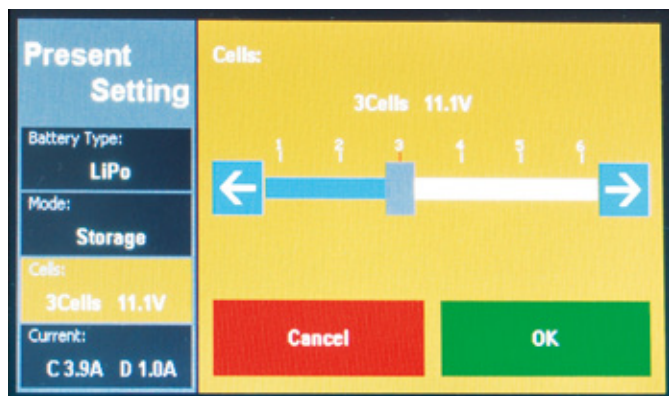 Present
Setting
Battery Type:
LiPo
Mode:
Storage
Cells:
3Cells 11.1V
Current:
C 3.9A D 1.0A
Cells:
3Cells 11.1V
1 2 3 4 5 6
Cancel
OK